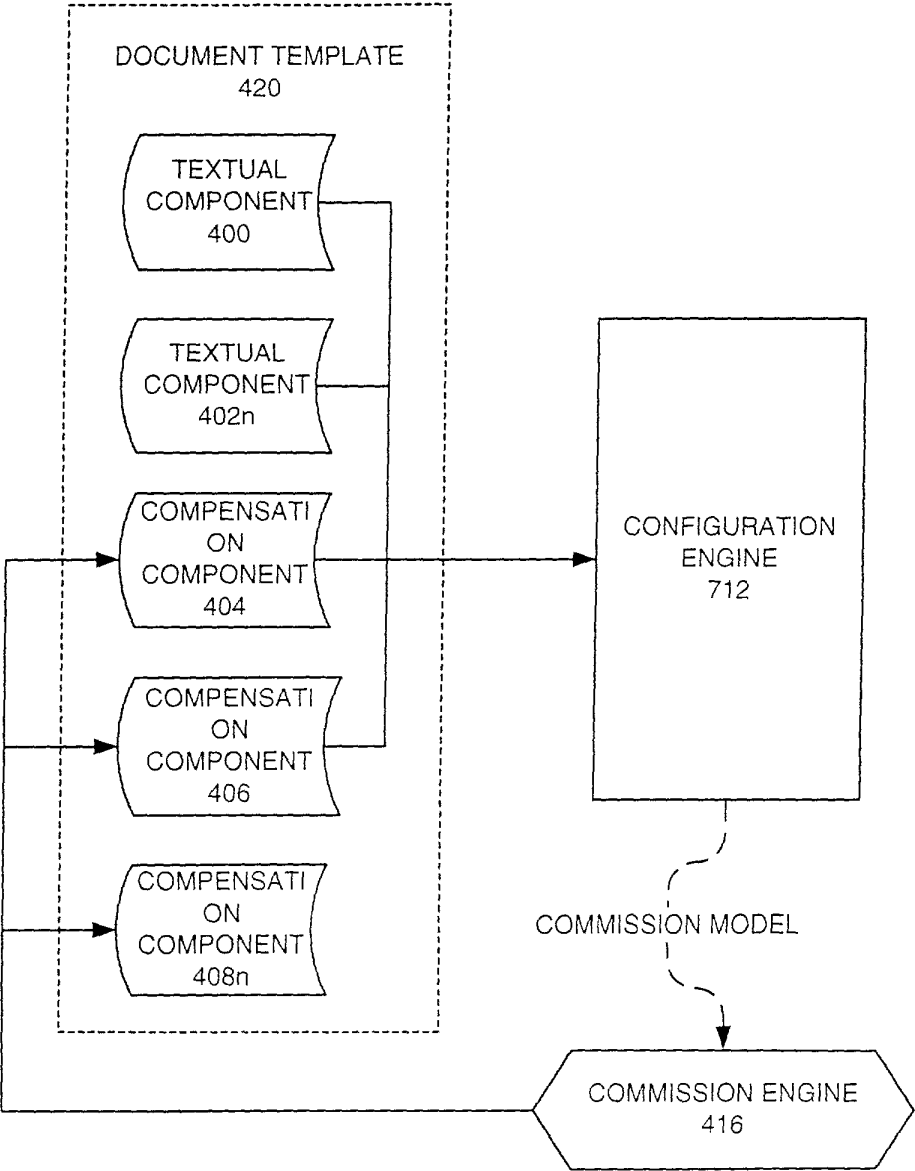 DOCUMENT TEMPLATE
420
TEXTUAL
COMPONENT
400
TEXTUAL
COMPONENT
402n
COMPENSATI
ON
COMPONENT
404
COMPENSATI
ON
COMPONENT
406
COMPENSATI
ON
COMPONENT
408n
CONFIGURATION
ENGINE
712
COMMISSION MODEL
COMMISSION ENGINE
416